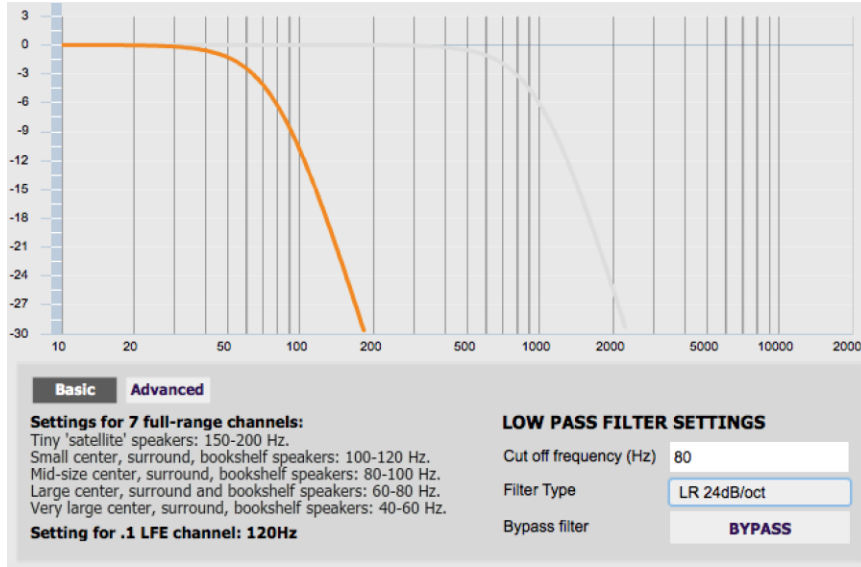 3
0
-3
-6
-9
-12
-15
-18
-21
-24
-27
-30
10 20 50 100 200 500 1000 2000 5000 10000 2000
Basic Advanced
Settings for 7 full-range channels:
Tiny 'satellite' speakers: 150-200 Hz.
Small center, surround, bookshelf speakers: 100-120 Hz.
Mid-size center, surround, bookshelf speakers: 80-100 Hz.
Large center, surround and bookshelf speakers: 60-80 Hz.
Very large center, surround, bookshelf speakers: 40-60 Hz.
Setting for .1 LFE channel: 120Hz
LOW PASS FILTER SETTINGS
Cut off frequency (Hz) 80
Filter Type LR 24dB/oct
Bypass filter BYPASS